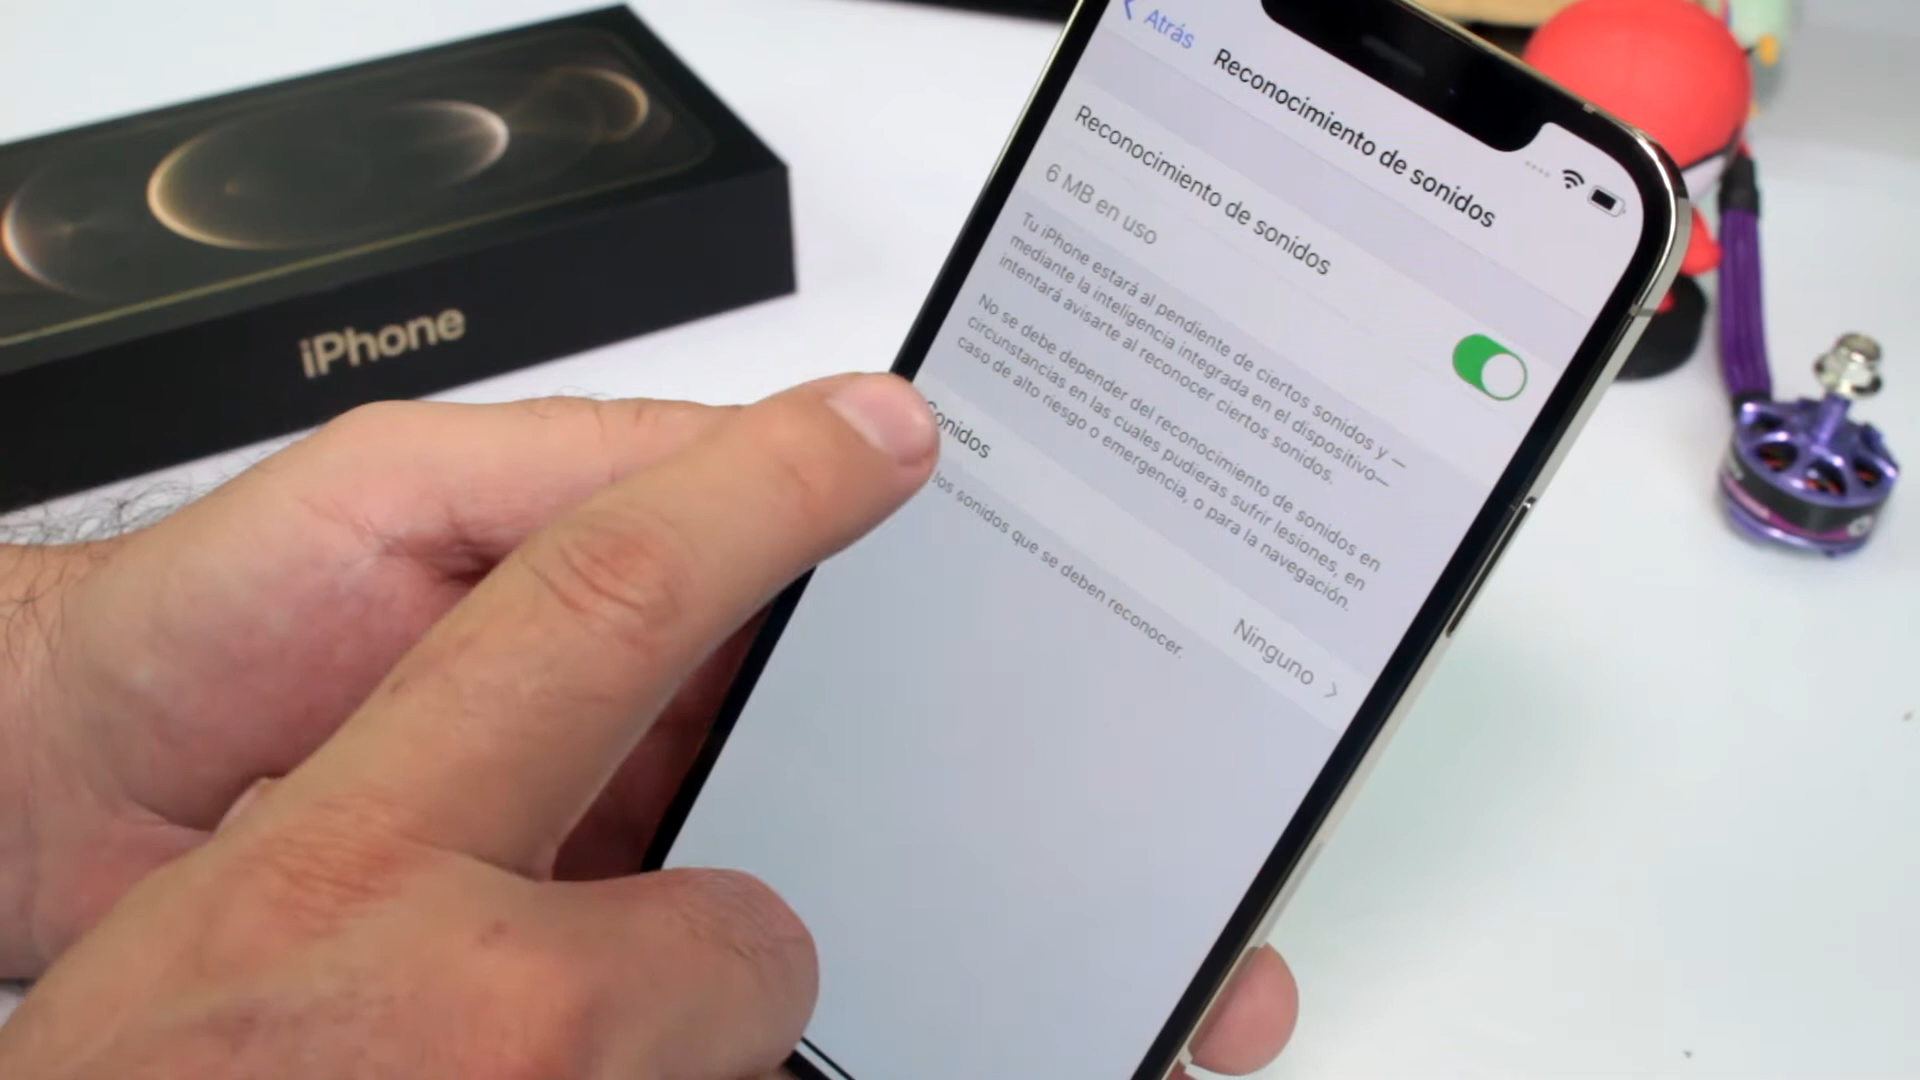 Atrás
Reconocimiento de sonidos
Reconocimiento de sonidos
6 MB en uso
Tu iPhone estará al pendiente de ciertos sonidos y —
mediante la inteligencia integrada en el dispositivo—
intentará avisarte al reconocer ciertos sonidos.
No se debe depender del reconocimiento de sonidos en
circunstancias en las cuales pudieras sufrir lesiones, en
caso de alto riesgo o emergencia, o para la navegación.
Sonidos
Ninguno
los sonidos que se deben reconocer.
iPhone